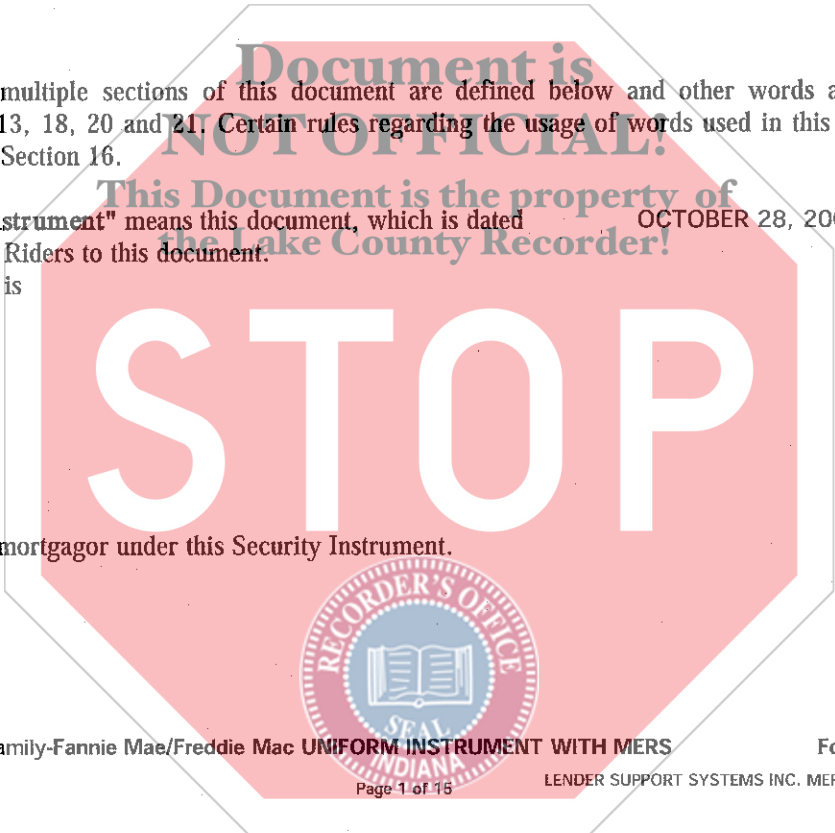 Document is
multiple sections of this document are defined below and other words a
13, 18, 20 and 21. Certain rules regarding the usage of words used in this
NOT OFFICIAL!
Section 16.
This Document is the property of
strument" means this document, which is dated OCTOBER 28, 200
the Lake County Recorder!
Riders to this document.
is
STOP
mortgagor under this Security Instrument.
RECORDER'S OFFICE
SEAL
INDIANA
amily-Fannie Mae/Freddie Mac UNIFORM INSTRUMENT WITH MERS Fo
LENDER SUPPORT SYSTEMS INC. MER
Page 1 of 15